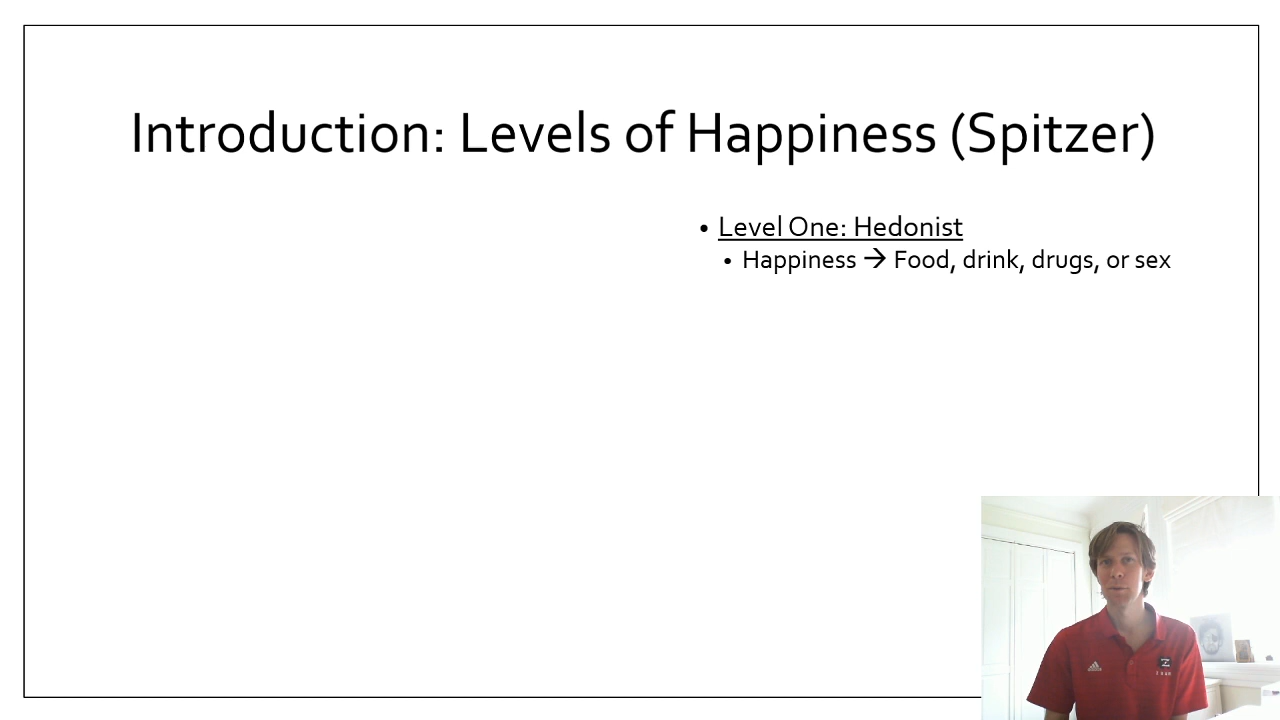 Introduction: Levels of Happiness (Spitzer)
• Level One: Hedonist
• Happiness → Food, drink, drugs, or sex